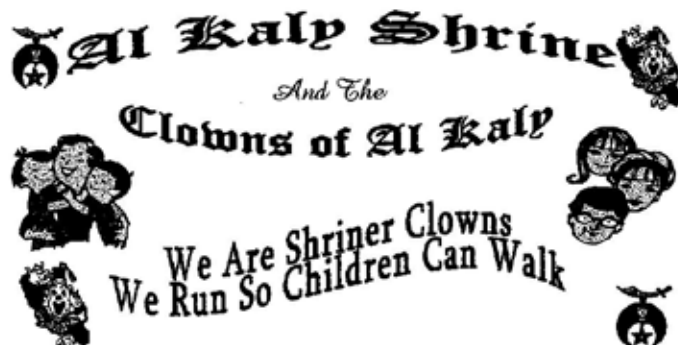 Al Kaly Shrine
And The
Clowns of Al Kaly
We Are Shriner Clowns
We Run So Children Can Walk